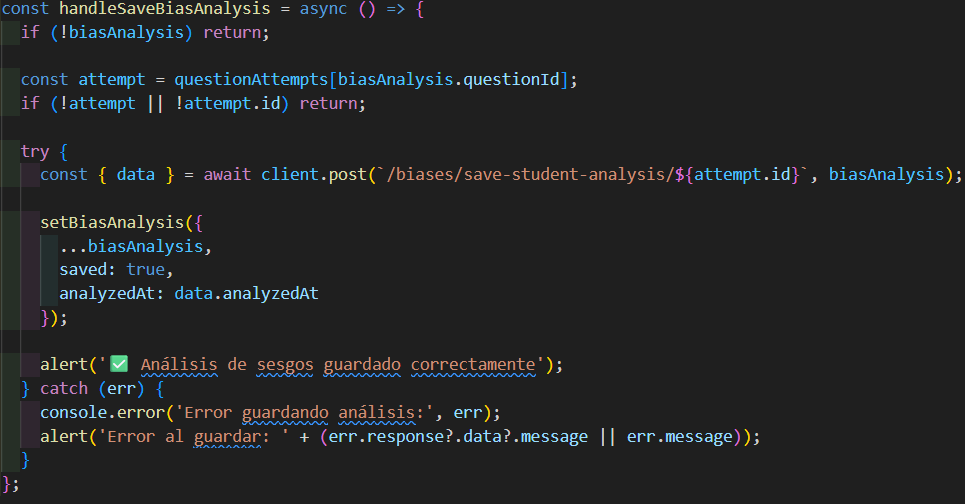 const handleSaveBiasAnalysis = async () => {
  if (!biasAnalysis) return;

  const attempt = questionAttempts[biasAnalysis.questionId];
  if (!attempt || !attempt.id) return;

  try {
    const { data } = await client.post(`/biases/save-student-analysis/${attempt.id}`, biasAnalysis);

    setBiasAnalysis({
      ...biasAnalysis,
      saved: true,
      analyzedAt: data.analyzedAt
    });

    alert('✅ Análisis de sesgos guardado correctamente');
  } catch (err) {
    console.error('Error guardando análisis:', err);
    alert('Error al guardar: ' + (err.response?.data?.message || err.message));
  }
};